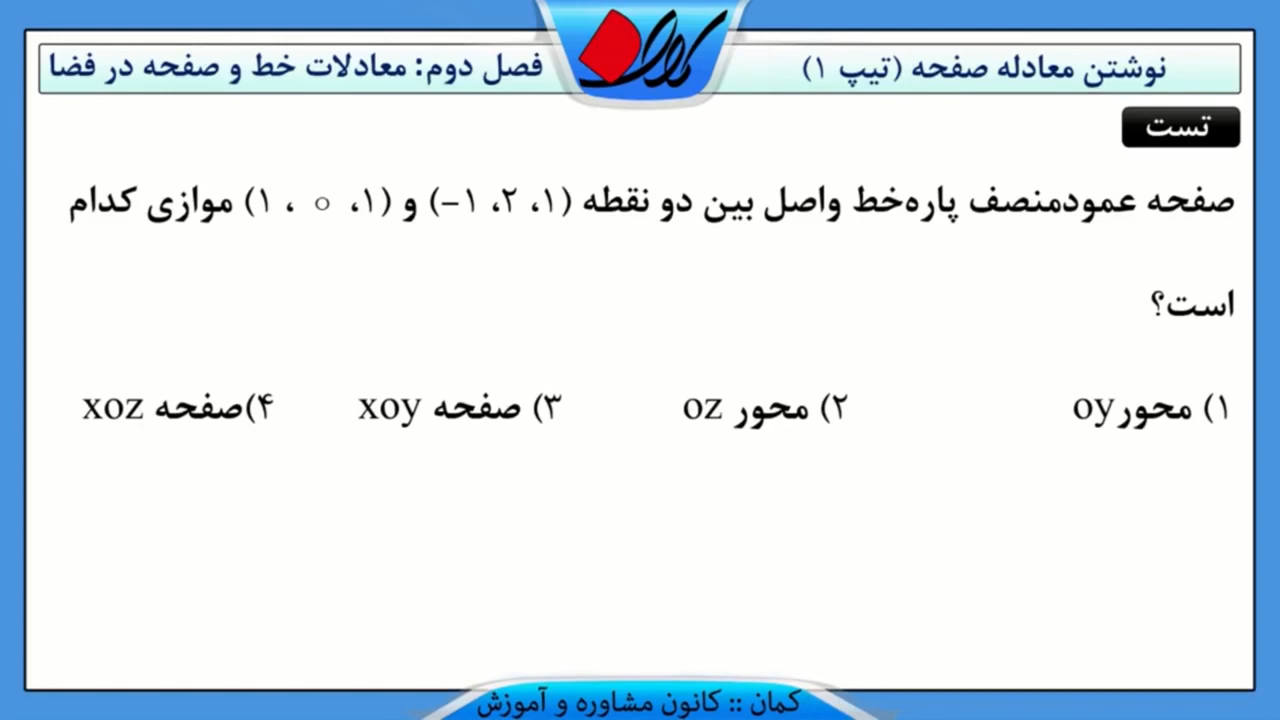 نوشتن معادله صفحه (تیپ ۱)
کمان
فصل دوم: معادلات خط و صفحه در فضا
تست
صفحه عمودمنصف پاره‌خط واصل بین دو نقطه (۱، ۲، ۱−) و (۱، ۰ ، ۱) موازی کدام
است؟
۱) محورoy ۲) محور oz ۳) صفحه xoy ۴)صفحه xoz
کمان :: کانون مشاوره و آموزش